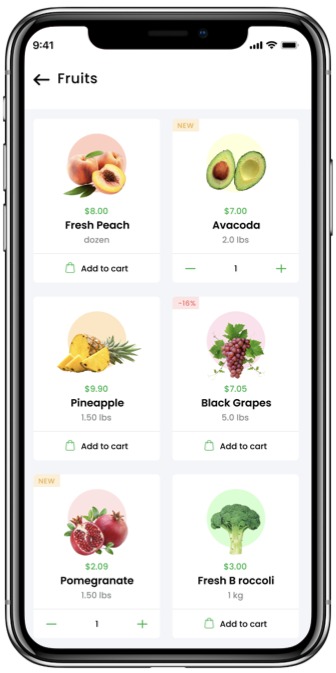 9:41
Fruits
$8.00
Fresh Peach
dozen
Add to cart
NEW
$7.00
Avacoda
2.0 lbs
1
$9.90
Pineapple
1.50 lbs
Add to cart
-16%
$7.05
Black Grapes
5.0 lbs
Add to cart
NEW
$2.09
Pomegranate
1.50 lbs
1
$3.00
Fresh B roccoli
1 kg
Add to cart